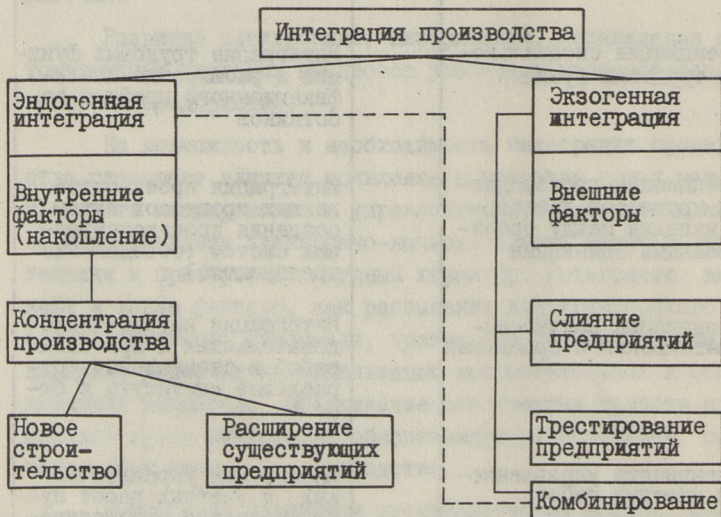 Интеграция производства
Эндогенная
интеграция
Экзогенная
интеграция
Внутренние
факторы
(накопление)
Внешние
факторы
Концентрация
производства
Слияние
предприятий
Новое
строи-
тельство
Расширение
существующих
предприятий
Трестирование
предприятий
Комбинирование